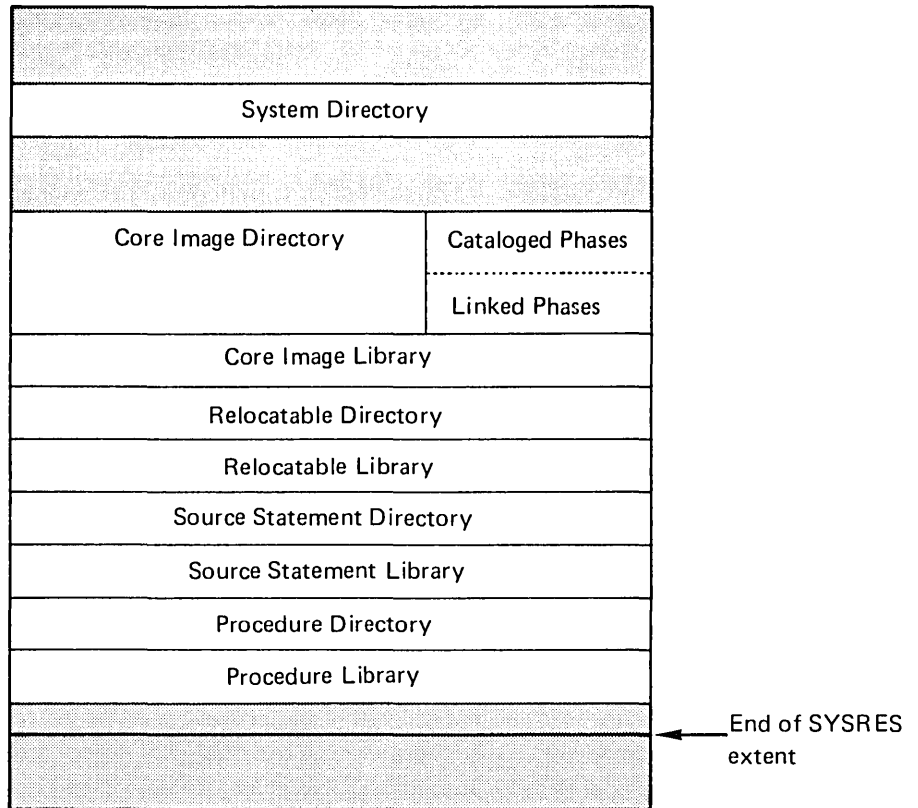 System Directory
Core Image Directory
Cataloged Phases
Linked Phases
Core Image Library
Relocatable Directory
Relocatable Library
Source Statement Directory
Source Statement Library
Procedure Directory
Procedure Library
End of SYSRES
extent